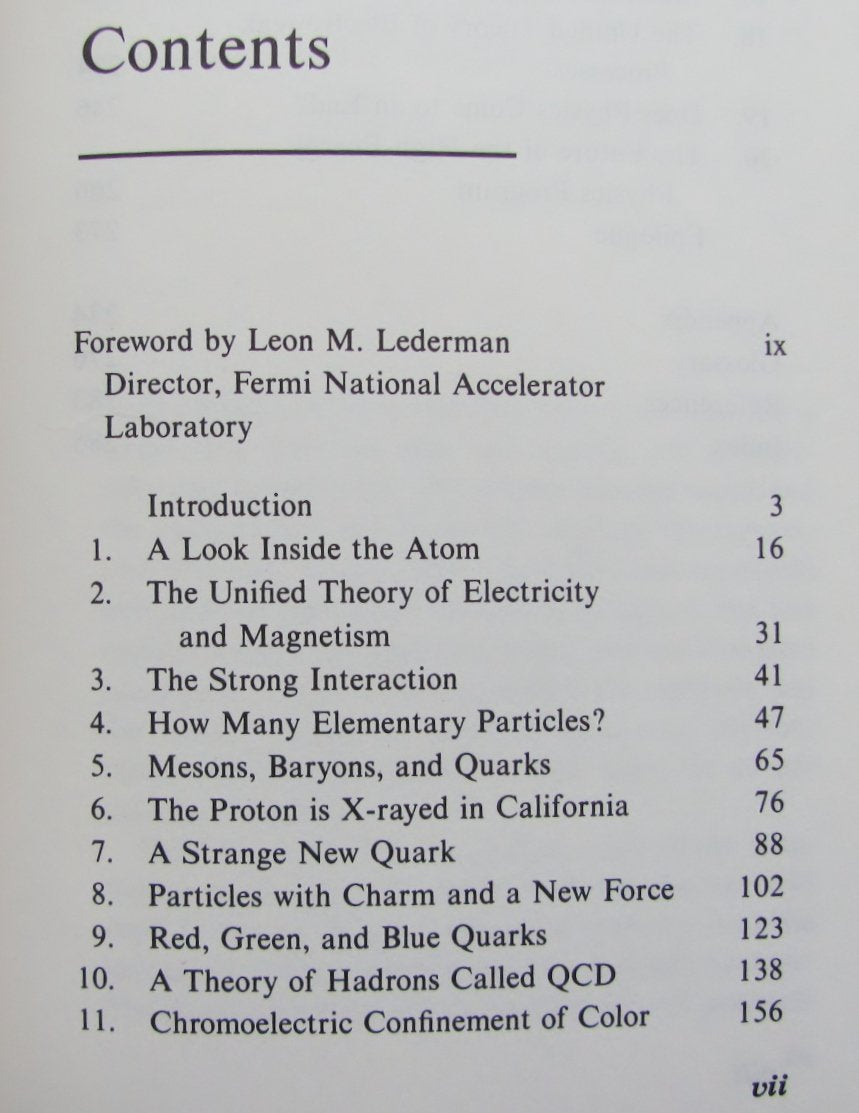 Contents
Foreword by Leon M. Lederman ix
Director, Fermi National Accelerator
Laboratory
Introduction 3
1. A Look Inside the Atom 16
2. The Unified Theory of Electricity
and Magnetism 31
3. The Strong Interaction 41
4. How Many Elementary Particles? 47
5. Mesons, Baryons, and Quarks 65
6. The Proton is X-rayed in California 76
7. A Strange New Quark 88
8. Particles with Charm and a New Force 102
9. Red, Green, and Blue Quarks 123
10. A Theory of Hadrons Called QCD 138
11. Chromoelectric Confinement of Color 156
vii